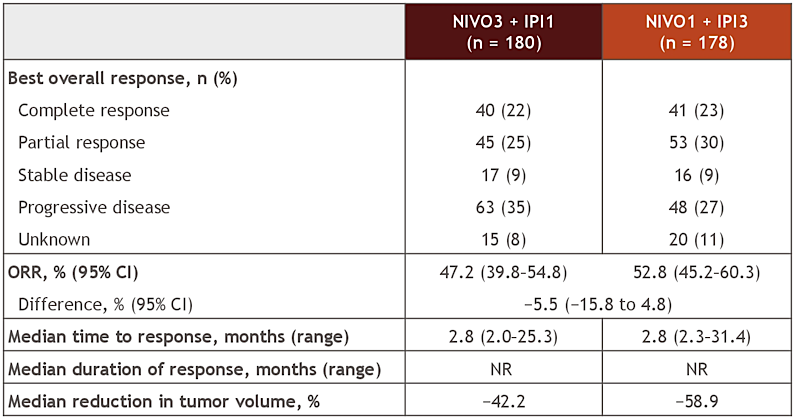 NIVO3 + IPI1 NIVO1 + IPI3
(n = 180) (n = 178)
Best overall response, n (%)
Complete response 40 (22) 41 (23)
Partial response 45 (25) 53 (30)
Stable disease 17 (9) 16 (9)
Progressive disease 63 (35) 48 (27)
Unknown 15 (8) 20 (11)
ORR, % (95% CI) 47.2 (39.8–54.8) 52.8 (45.2–60.3)
Difference, % (95% CI) −5.5 (−15.8 to 4.8)
Median time to response, months (range) 2.8 (2.0–25.3) 2.8 (2.3–31.4)
Median duration of response, months (range) NR NR
Median reduction in tumor volume, % −42.2 −58.9